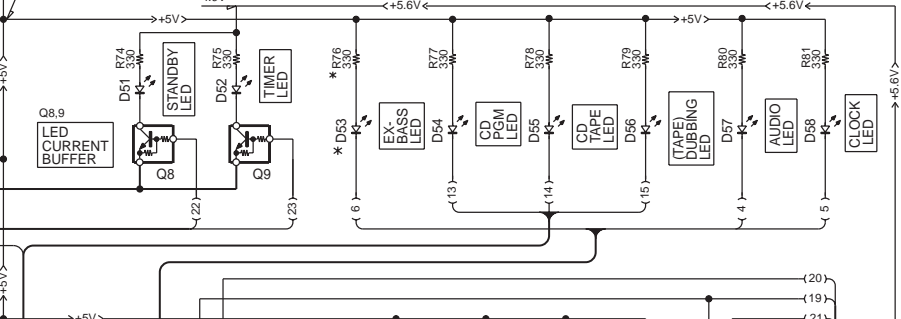 +5.6V
+5.6V
+5V
+5V
R74
330
R75
330
R76
330
*
R77
330
R78
330
R79
330
R80
330
R81
330
+5V
+5.6V
D51
STANDBY
LED
D52
TIMER
LED
* D53
EX-
BASS
LED
D54
CD
PGM
LED
D55
CD
TAPE
LED
D56
(TAPE)
DUBBING
LED
D57
AUDIO
LED
D58
CLOCK
LED
Q8,9
LED
CURRENT
BUFFER
Q8
Q9
22
23
6
13
14
15
4
5
+5V
20
19
21
+5V